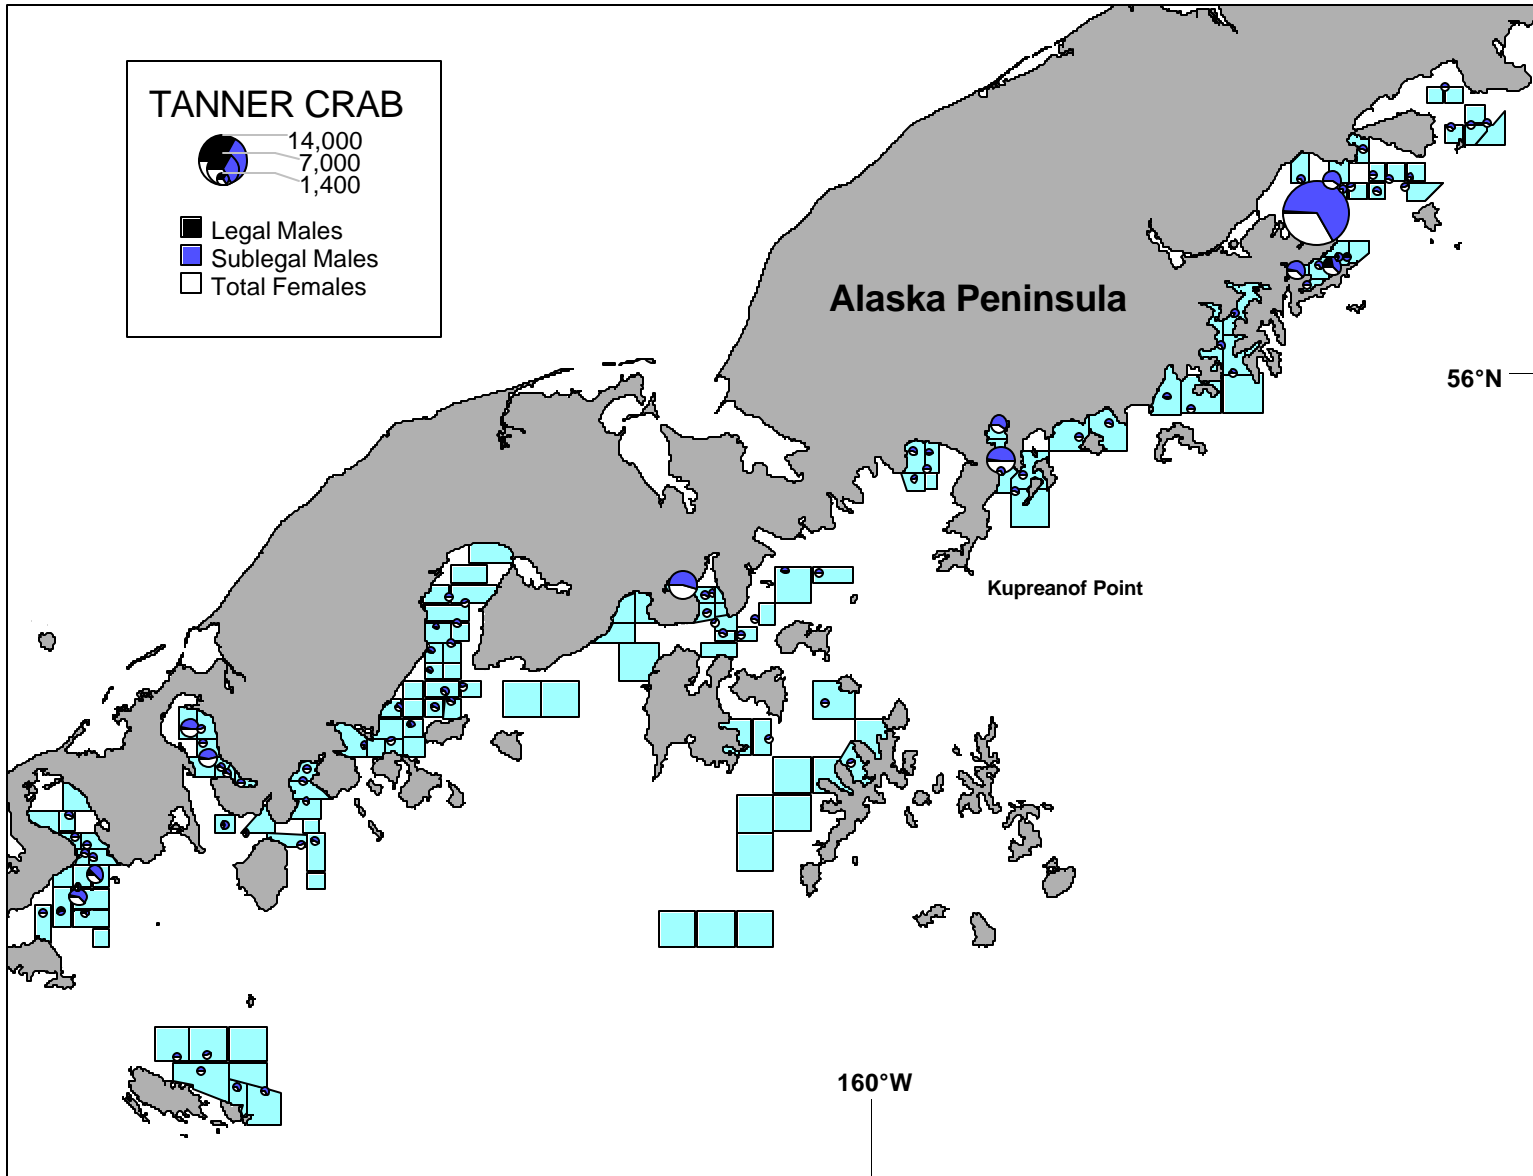 TANNER CRAB
14,000
7,000
1,400
Legal Males
Sublegal Males
Total Females
Alaska Peninsula
56°N
Kupreanof Point
160°W